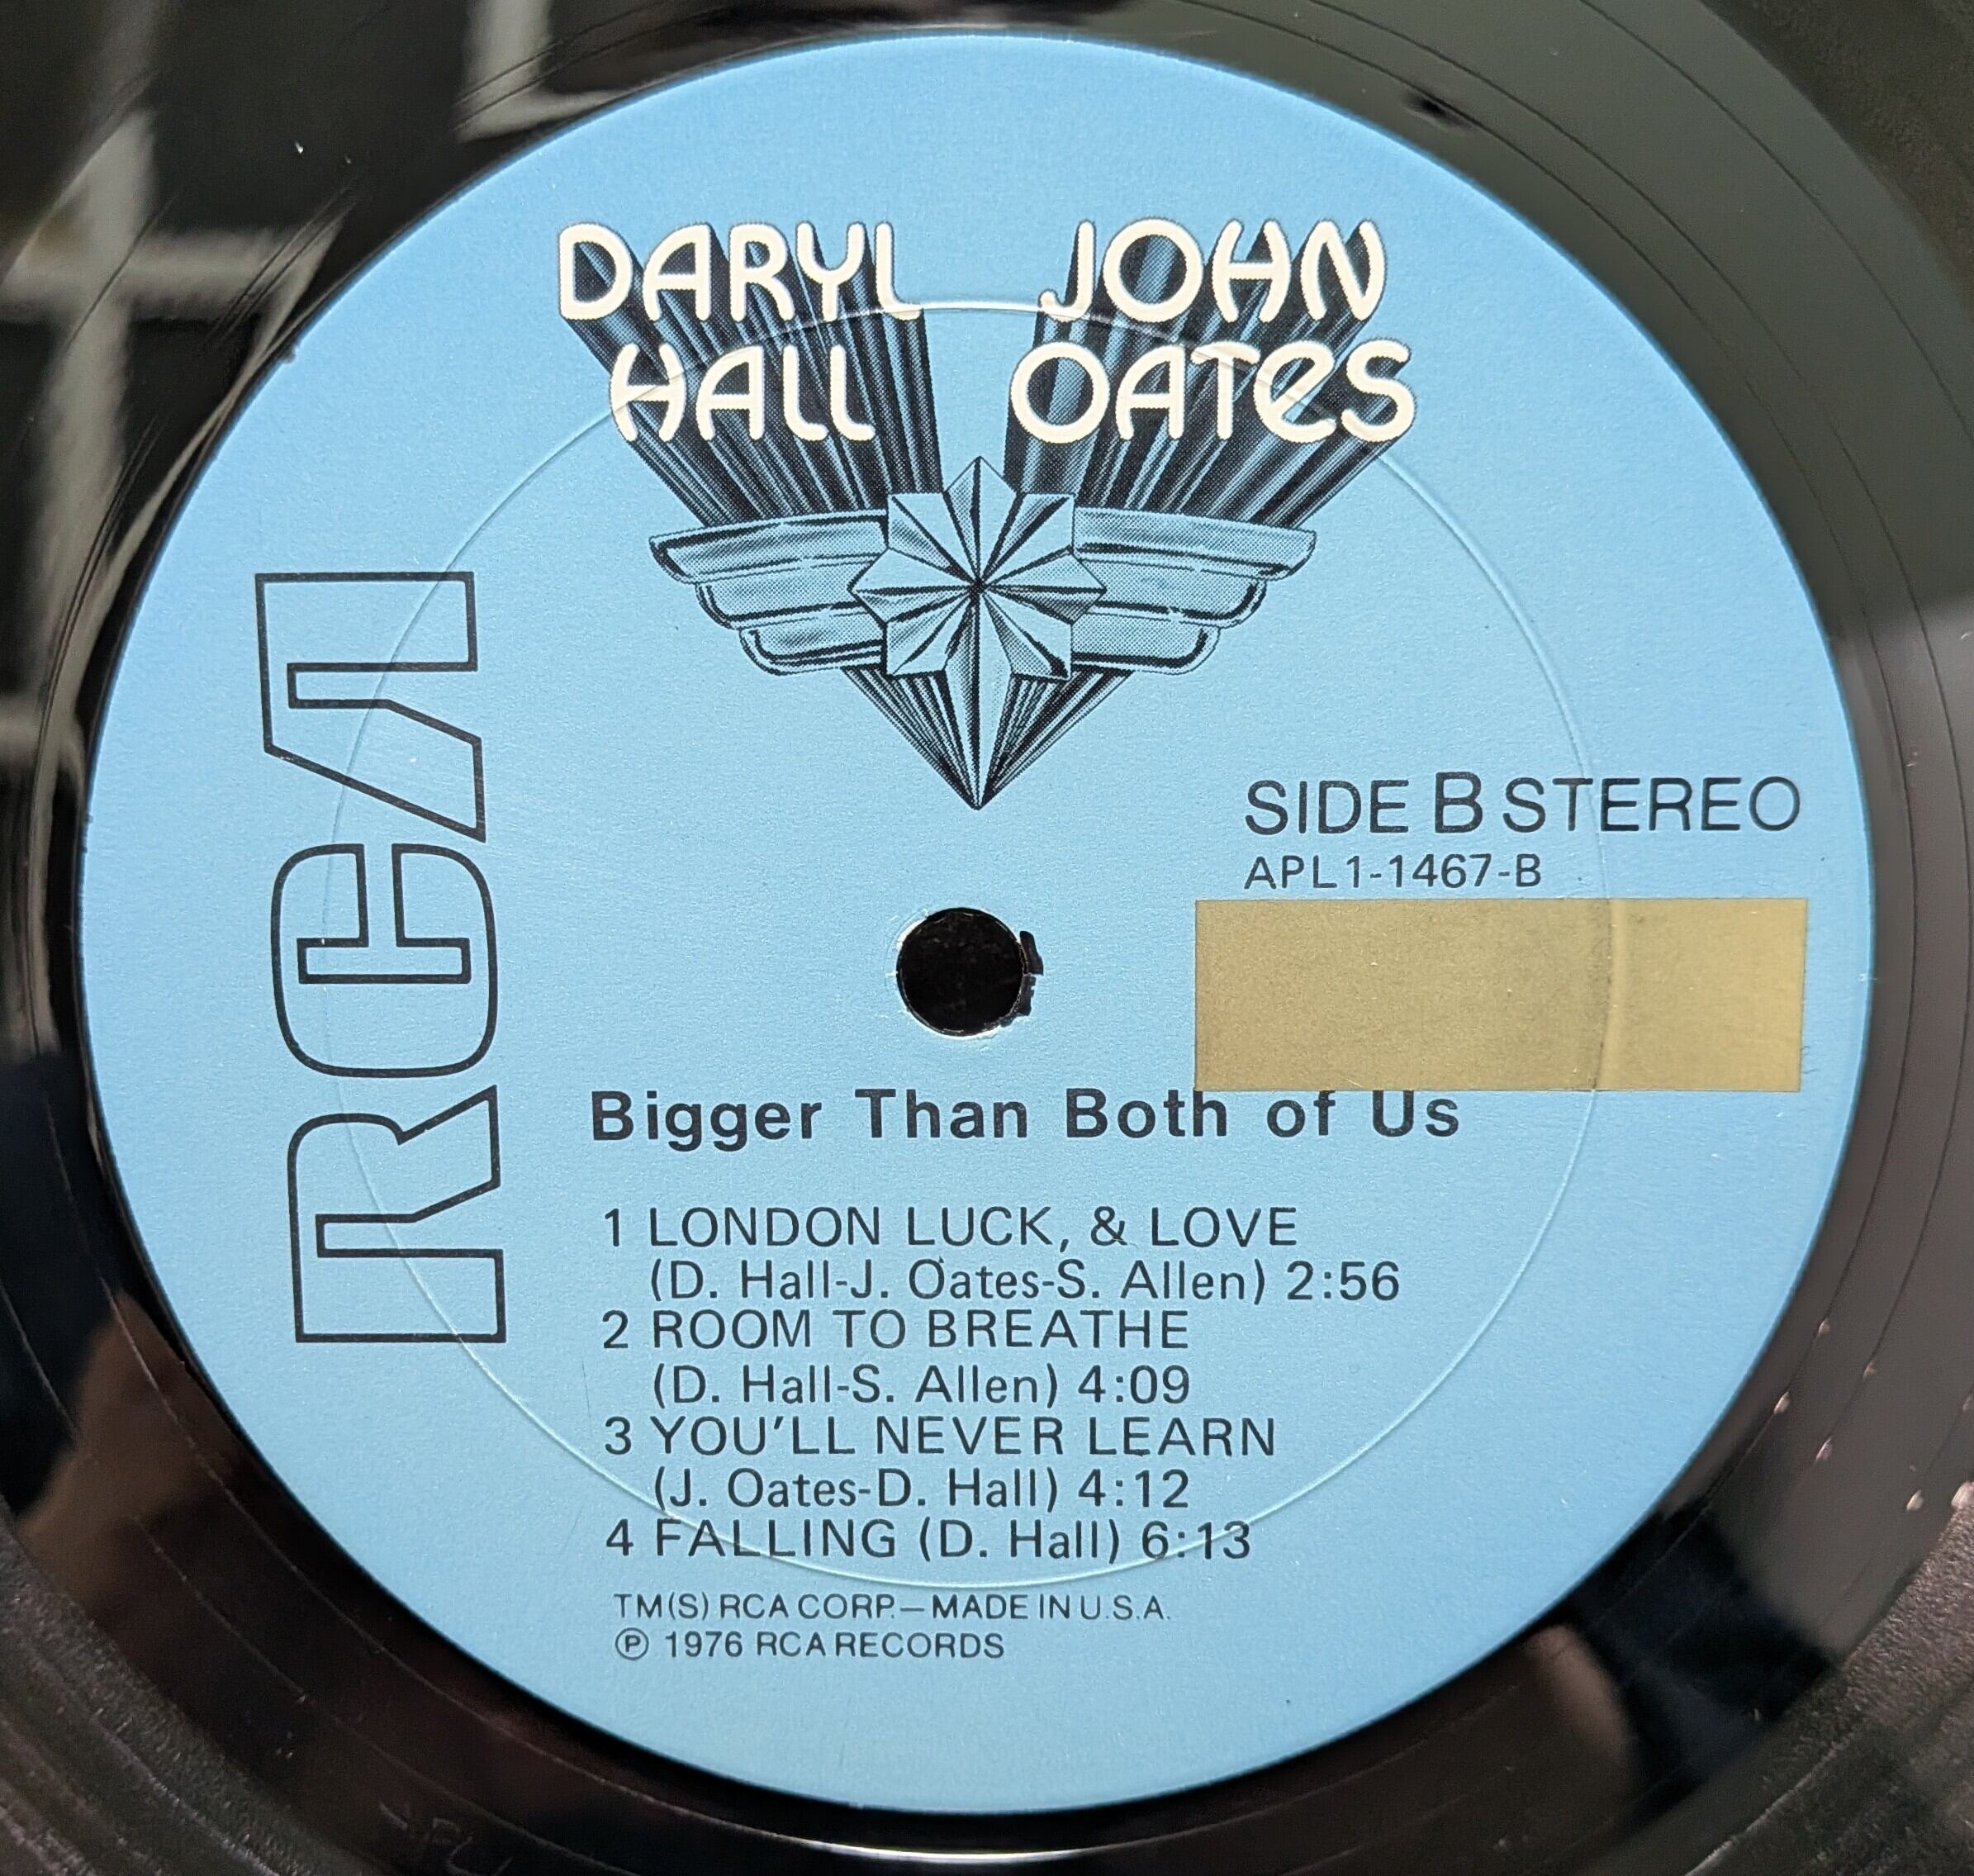 DARYL JOHN
HALL OATES
RCA
SIDE B STEREO
APL1-1467-B
Bigger Than Both of Us
1 LONDON LUCK, & LOVE
(D. Hall-J. Oates-S. Allen) 2:56
2 ROOM TO BREATHE
(D. Hall-S. Allen) 4:09
3 YOU'LL NEVER LEARN
(J. Oates-D. Hall) 4:12
4 FALLING (D. Hall) 6:13
TM(S) RCA CORP.—MADE IN U.S.A.
℗ 1976 RCA RECORDS